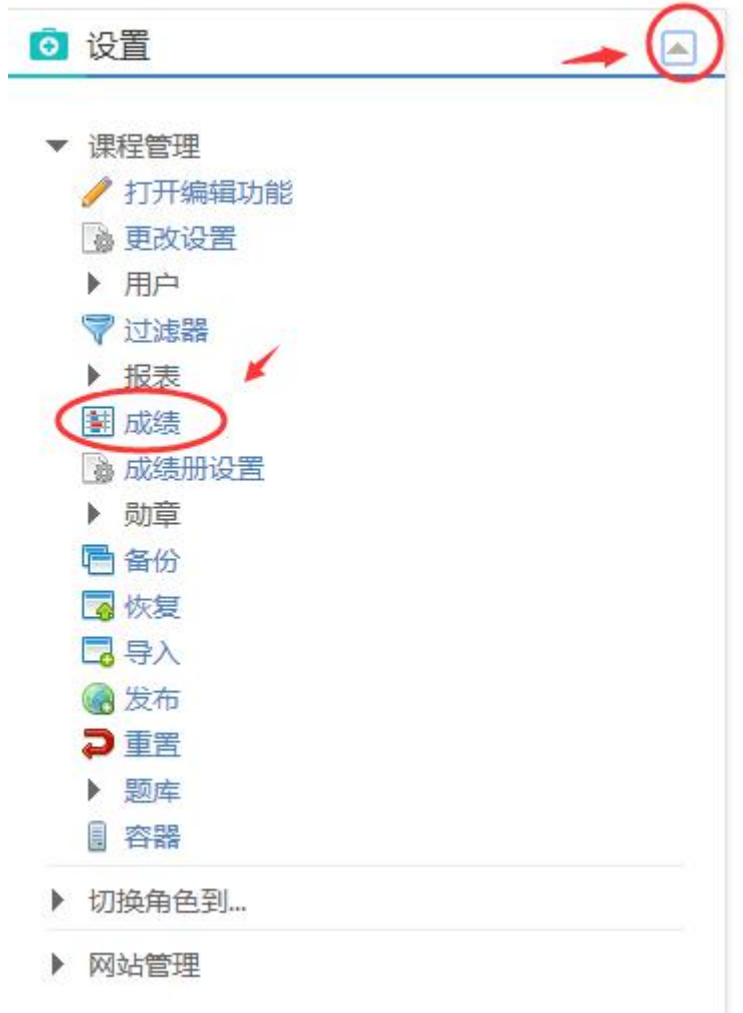 设置
课程管理
打开编辑功能
更改设置
用户
过滤器
报表
成绩
成绩册设置
勋章
备份
恢复
导入
发布
重置
题库
容器
切换角色到...
网站管理